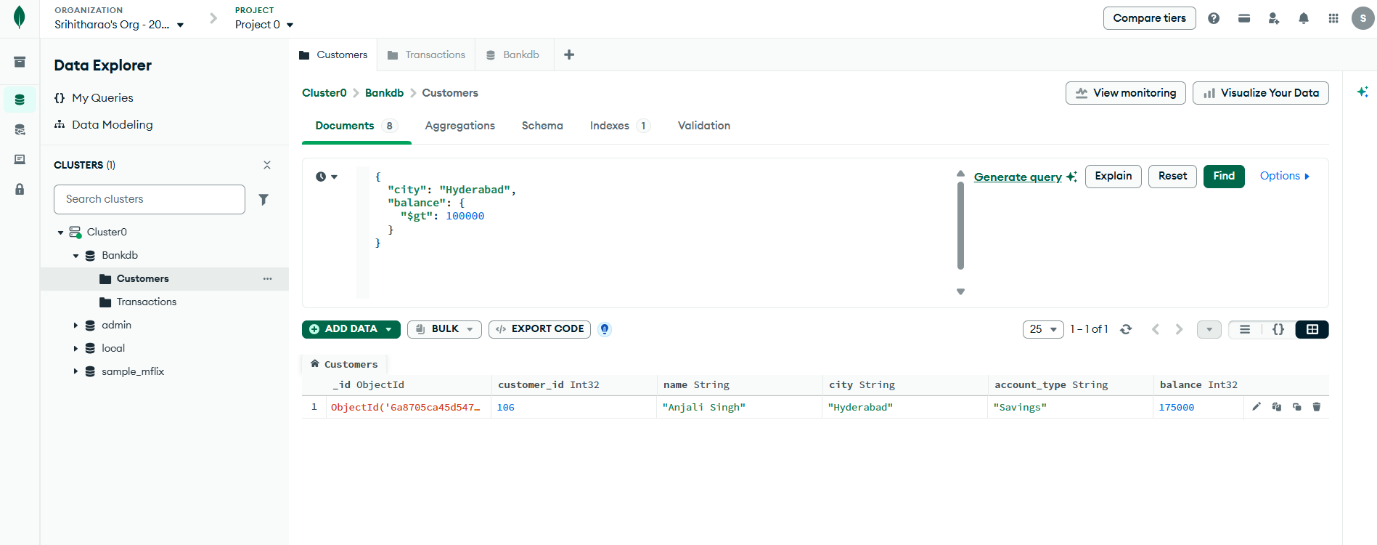 ORGANIZATION
Srihitharao's Org - 20...
PROJECT
Project 0
Compare tiers
S
Data Explorer
My Queries
Data Modeling
CLUSTERS (1)
Search clusters
Cluster0
Bankdb
Customers
Transactions
admin
local
sample_mflix
Customers
Transactions
Bankdb
Cluster0 > Bankdb > Customers
View monitoring
Visualize Your Data
Documents 8
Aggregations
Schema
Indexes 1
Validation
{
"city": "Hyderabad",
"balance": {
"$gt": 100000
}
}
Generate query
Explain
Reset
Find
Options
ADD DATA
BULK
EXPORT CODE
25
1 – 1 of 1
Customers
_id ObjectId customer_id Int32 name String city String account_type String balance Int32
1 ObjectId('6a8705ca45d547… 106 "Anjali Singh" "Hyderabad" "Savings" 175000